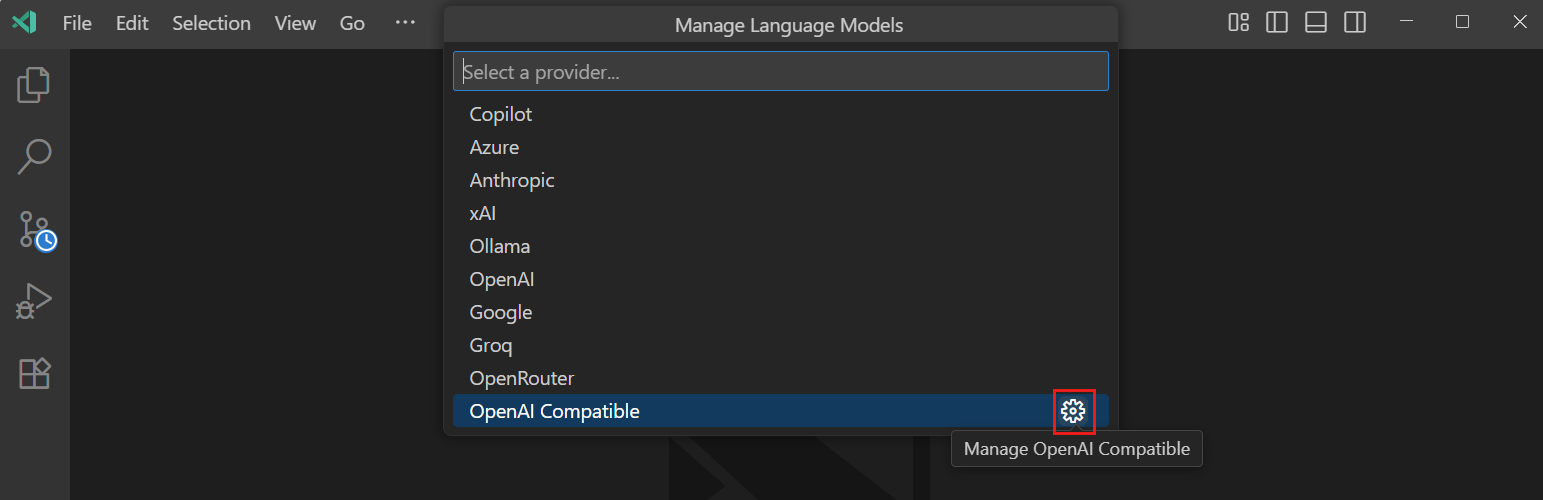 File Edit Selection View Go ...
Manage Language Models
Select a provider...
Copilot
Azure
Anthropic
xAI
Ollama
OpenAI
Google
Groq
OpenRouter
OpenAI Compatible
Manage OpenAI Compatible